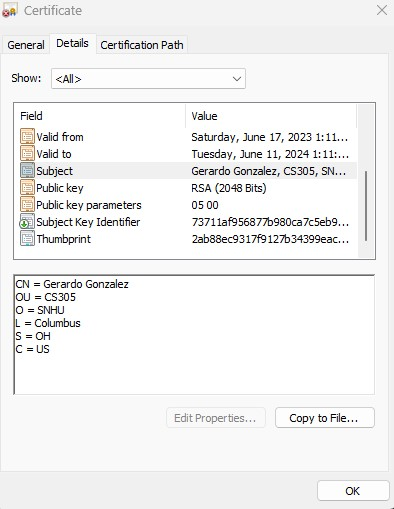 Certificate
General Details Certification Path
Show: <All>
Field Value
Valid from Saturday, June 17, 2023 1:11...
Valid to Tuesday, June 11, 2024 1:11:...
Subject Gerardo Gonzalez, CS305, SN...
Public key RSA (2048 Bits)
Public key parameters 05 00
Subject Key Identifier 73711af956877b980ca7c5eb9...
Thumbprint 2ab88ec9317f9127b34399eac...
CN = Gerardo Gonzalez
OU = CS305
O = SNHU
L = Columbus
S = OH
C = US
Edit Properties... Copy to File...
OK